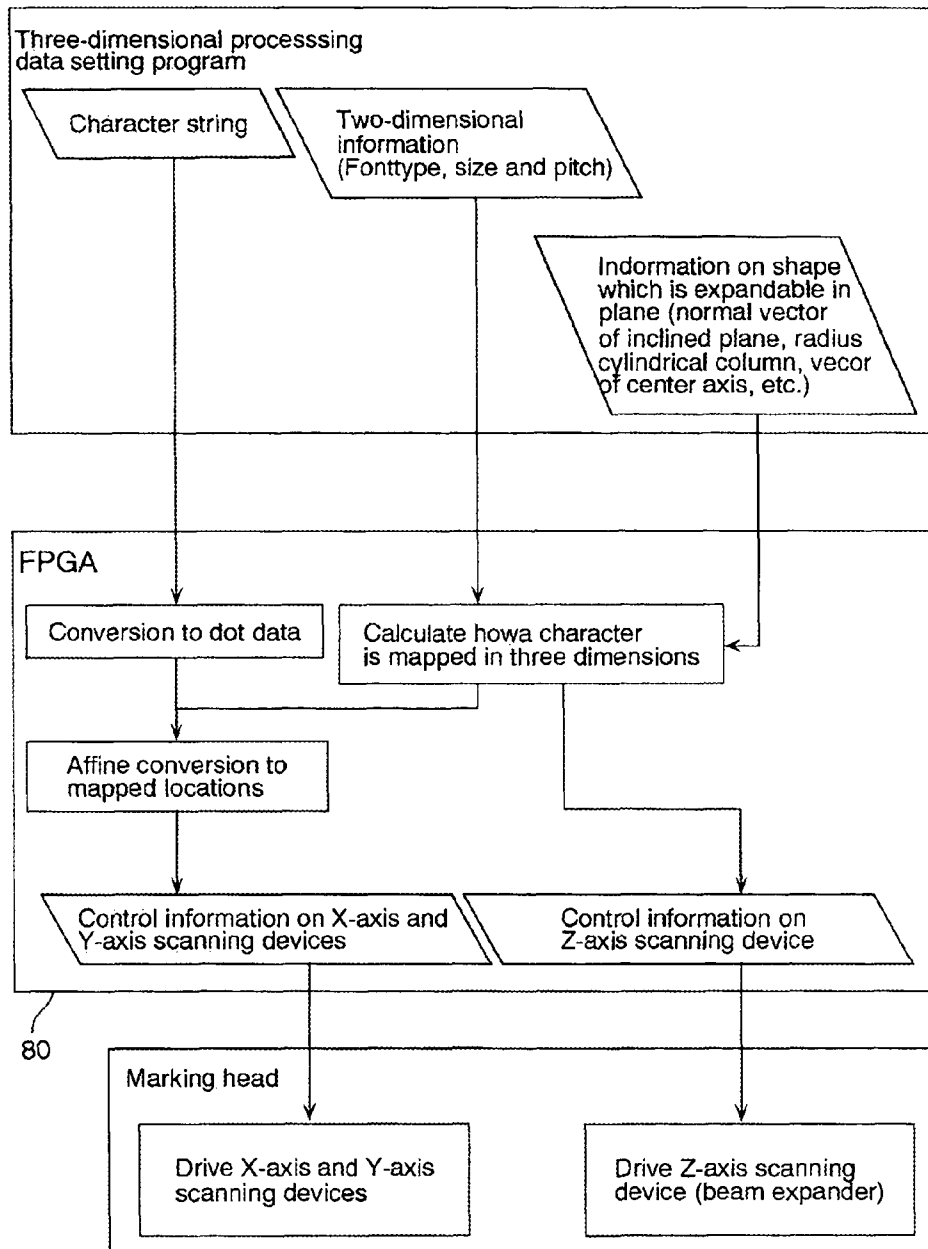 Three-dimensional processsing
data setting program
Character string
Two-dimensional
information
(Fonttype, size and pitch)
Indormation on shape
which is expandable in
plane (normal vector
of inclined plane, radius
cylindrical column, vecor
of center axis, etc.)
FPGA
Conversion to dot data
Calculate howa character
is mapped in three dimensions
Affine conversion to
mapped locations
Control information on X-axis and
Y-axis scanning devices
Control information on
Z-axis scanning device
80
Marking head
Drive X-axis and Y-axis
scanning devices
Drive Z-axis scanning
device (beam expander)